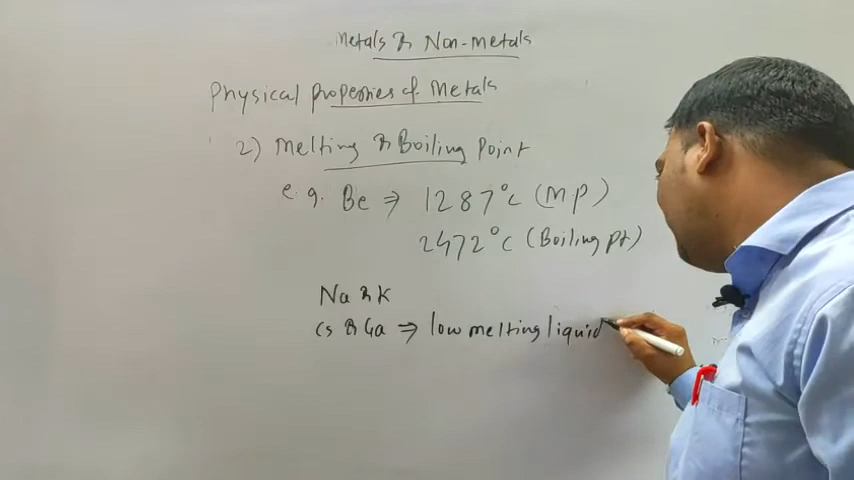 Metals & Non-metals
Physical properties of Metals
2) Melting & Boiling Point
e.g. Be ⇒ 1287°C (M.P)
2472°C (Boiling pt)
Na & K
Cs & Ga ⇒ low melting liquid